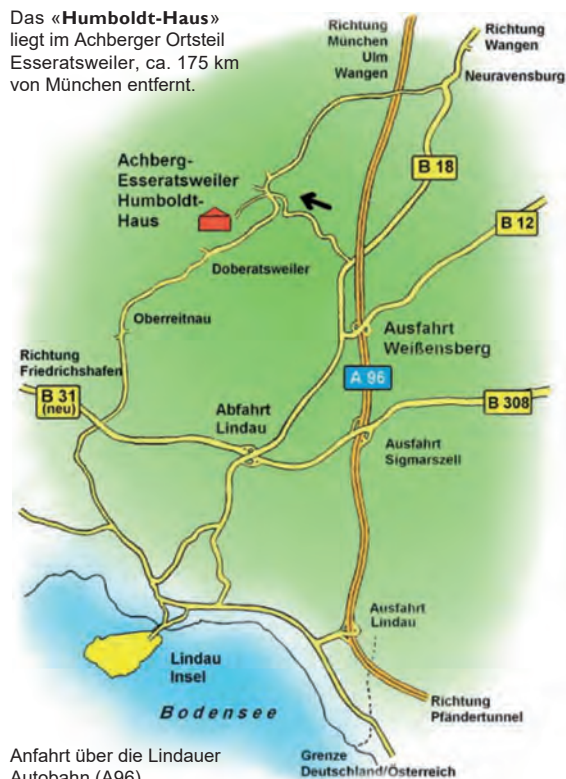 Das «Humboldt-Haus»
liegt im Achberger Ortsteil
Esseratsweiler, ca. 175 km
von München entfernt.
Richtung
München
Ulm
Wangen
Richtung
Wangen
Neuravensburg
Achberg-
Esseratsweiler
Humboldt-
Haus
B 18
B 12
Doberatsweiler
Oberreitnau
Ausfahrt
Weißensberg
Richtung
Friedrichshafen
A 96
B 31
(neu)
B 308
Abfahrt
Lindau
Ausfahrt
Sigmarszell
Ausfahrt
Lindau
Lindau
Insel
Bodensee
Richtung
Pfändertunnel
Grenze
Deutschland/Österreich
Anfahrt über die Lindauer
Autobahn (A96)